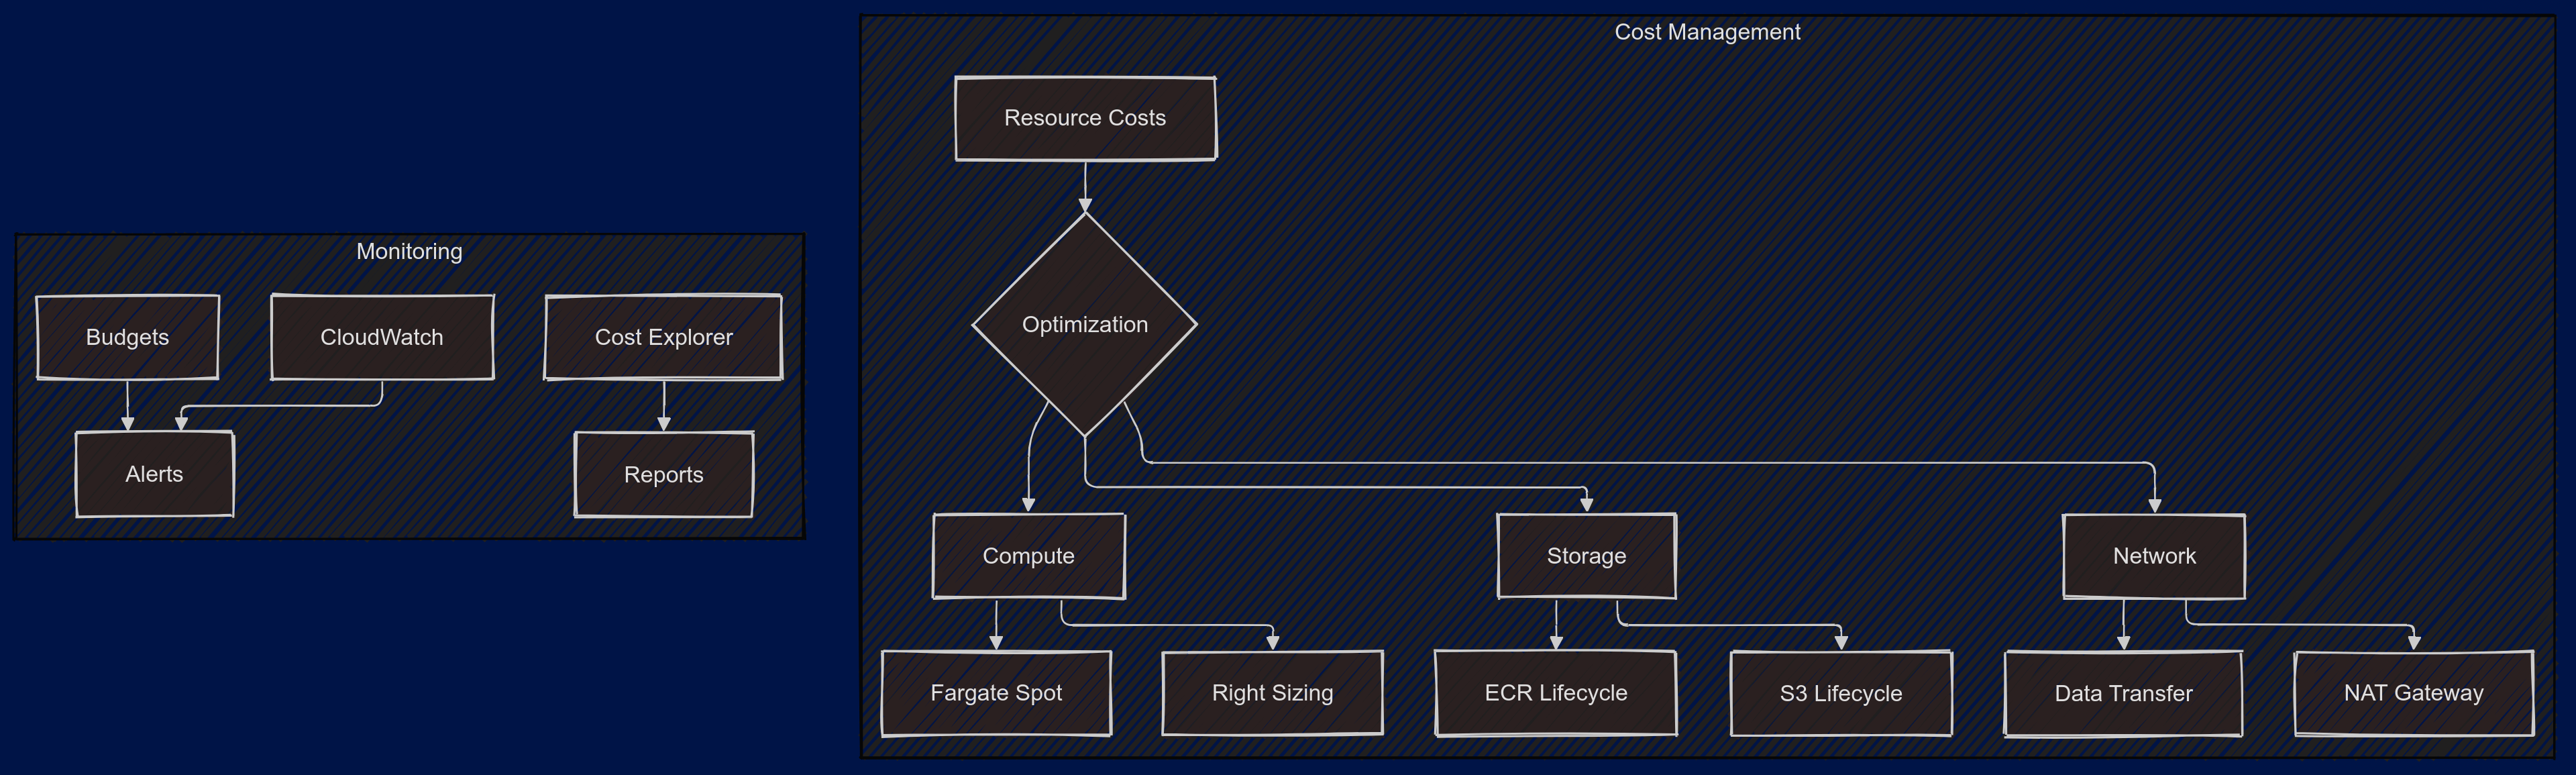 Monitoring
Budgets
CloudWatch
Cost Explorer
Alerts
Reports
Cost Management
Resource Costs
Optimization
Compute
Storage
Network
Fargate Spot
Right Sizing
ECR Lifecycle
S3 Lifecycle
Data Transfer
NAT Gateway